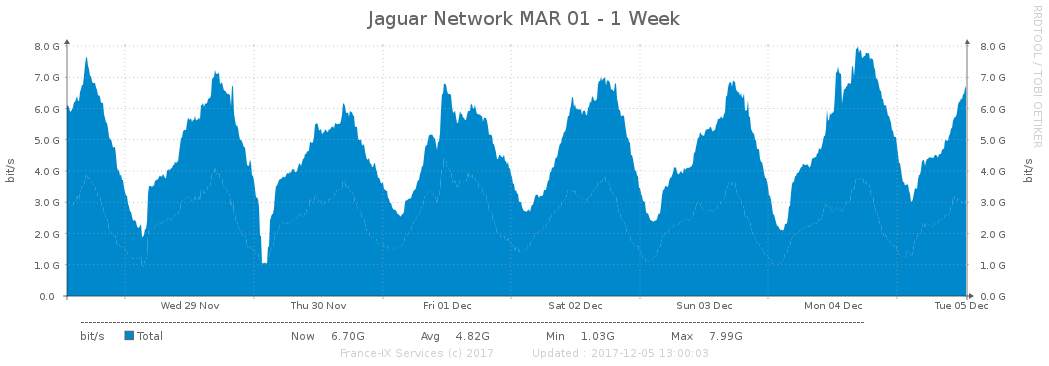 Jaguar Network MAR 01 - 1 Week
RRDTOOL / TOBI OETIKER
8.0 G 8.0 G
7.0 G 7.0 G
6.0 G 6.0 G
5.0 G 5.0 G
4.0 G 4.0 G
3.0 G 3.0 G
2.0 G 2.0 G
1.0 G 1.0 G
0.0 0.0 G
bit/s
bit/s
Wed 29 Nov Thu 30 Nov Fri 01 Dec Sat 02 Dec Sun 03 Dec Mon 04 Dec Tue 05 Dec
bit/s Total Now 6.70G Avg 4.82G Min 1.03G Max 7.99G
France-IX Services (c) 2017 Updated : 2017-12-05 13:00:03